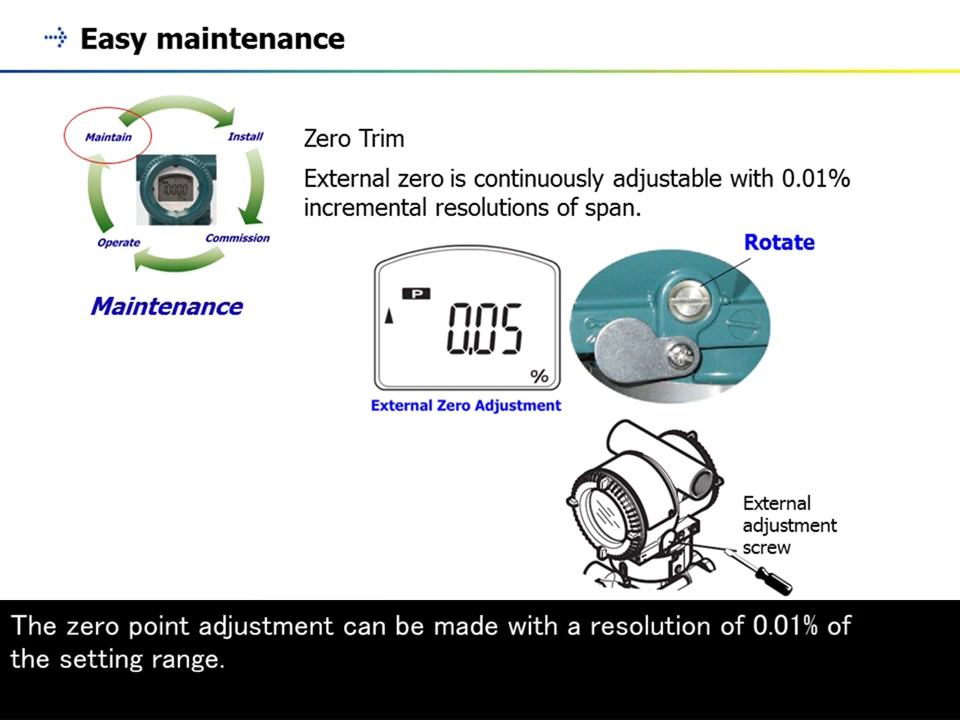 Easy maintenance
Maintain
Install
Operate
Commission
Maintenance
Zero Trim
External zero is continuously adjustable with 0.01%
incremental resolutions of span.
Rotate
P
0.05
%
External Zero Adjustment
External
adjustment
screw
The zero point adjustment can be made with a resolution of 0.01% of
the setting range.